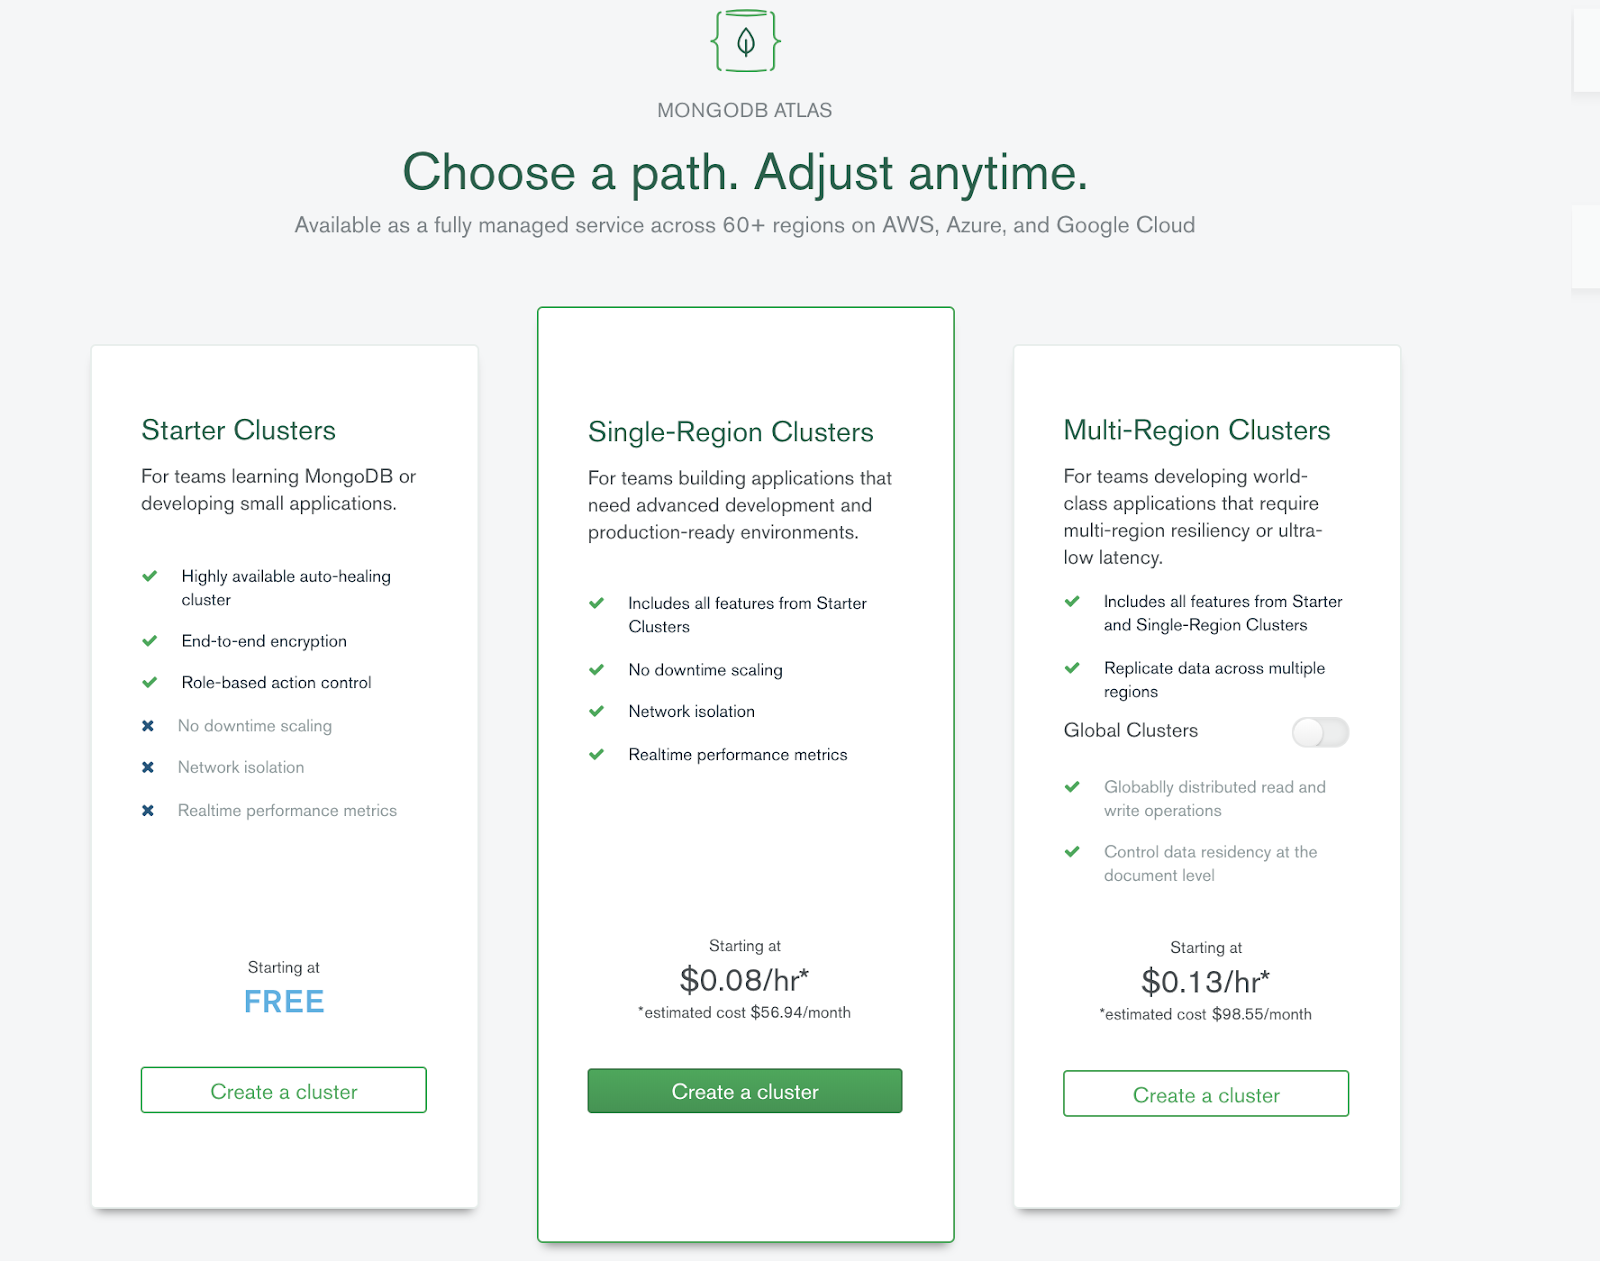 MONGODB ATLAS
Choose a path. Adjust anytime.
Available as a fully managed service across 60+ regions on AWS, Azure, and Google Cloud
Starter Clusters
For teams learning MongoDB or
developing small applications.
Highly available auto-healing
cluster
End-to-end encryption
Role-based action control
No downtime scaling
Network isolation
Realtime performance metrics
Starting at
FREE
Create a cluster
Single-Region Clusters
For teams building applications that
need advanced development and
production-ready environments.
Includes all features from Starter
Clusters
No downtime scaling
Network isolation
Realtime performance metrics
Starting at
$0.08/hr*
*estimated cost $56.94/month
Create a cluster
Multi-Region Clusters
For teams developing world-
class applications that require
multi-region resiliency or ultra-
low latency.
Includes all features from Starter
and Single-Region Clusters
Replicate data across multiple
regions
Global Clusters
Globablly distributed read and
write operations
Control data residency at the
document level
Starting at
$0.13/hr*
*estimated cost $98.55/month
Create a cluster